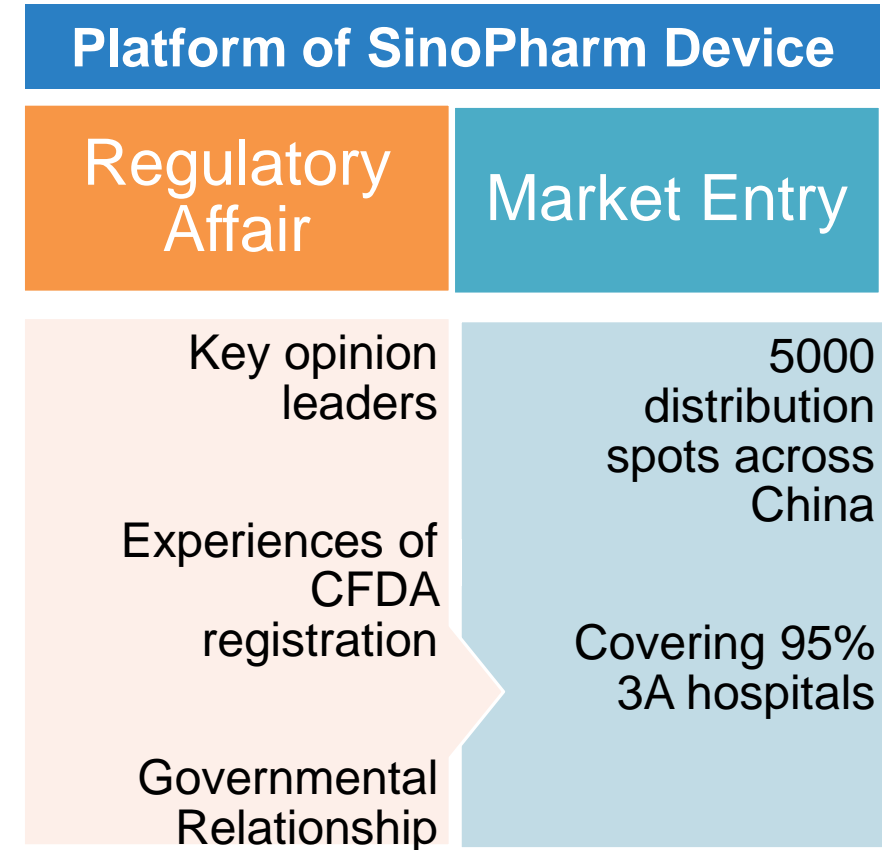 Platform of SinoPharm Device
Regulatory
Affair
Market Entry
Key opinion
leaders
Experiences of
CFDA
registration
Governmental
Relationship
5000
distribution
spots across
China
Covering 95%
3A hospitals